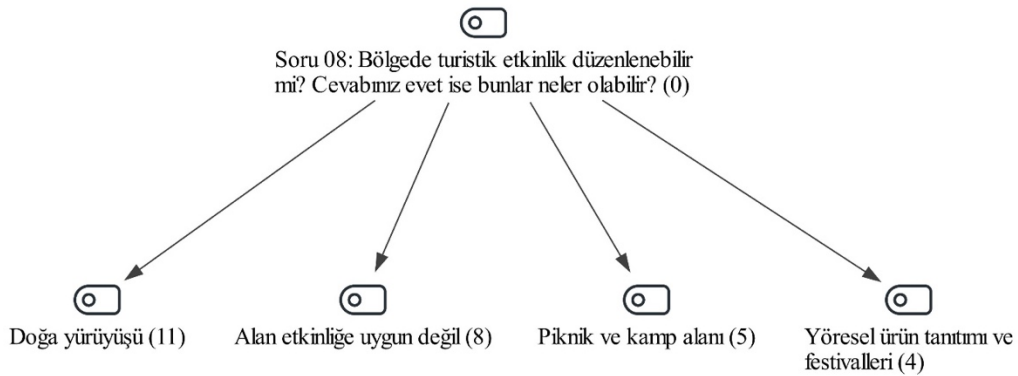 Soru 08: Bölgede turistik etkinlik düzenlenebilir
mi? Cevabınız evet ise bunlar neler olabilir? (0)
Doğa yürüyüşü (11)
Alan etkinliğe uygun değil (8)
Piknik ve kamp alanı (5)
Yöresel ürün tanıtımı ve
festivalleri (4)